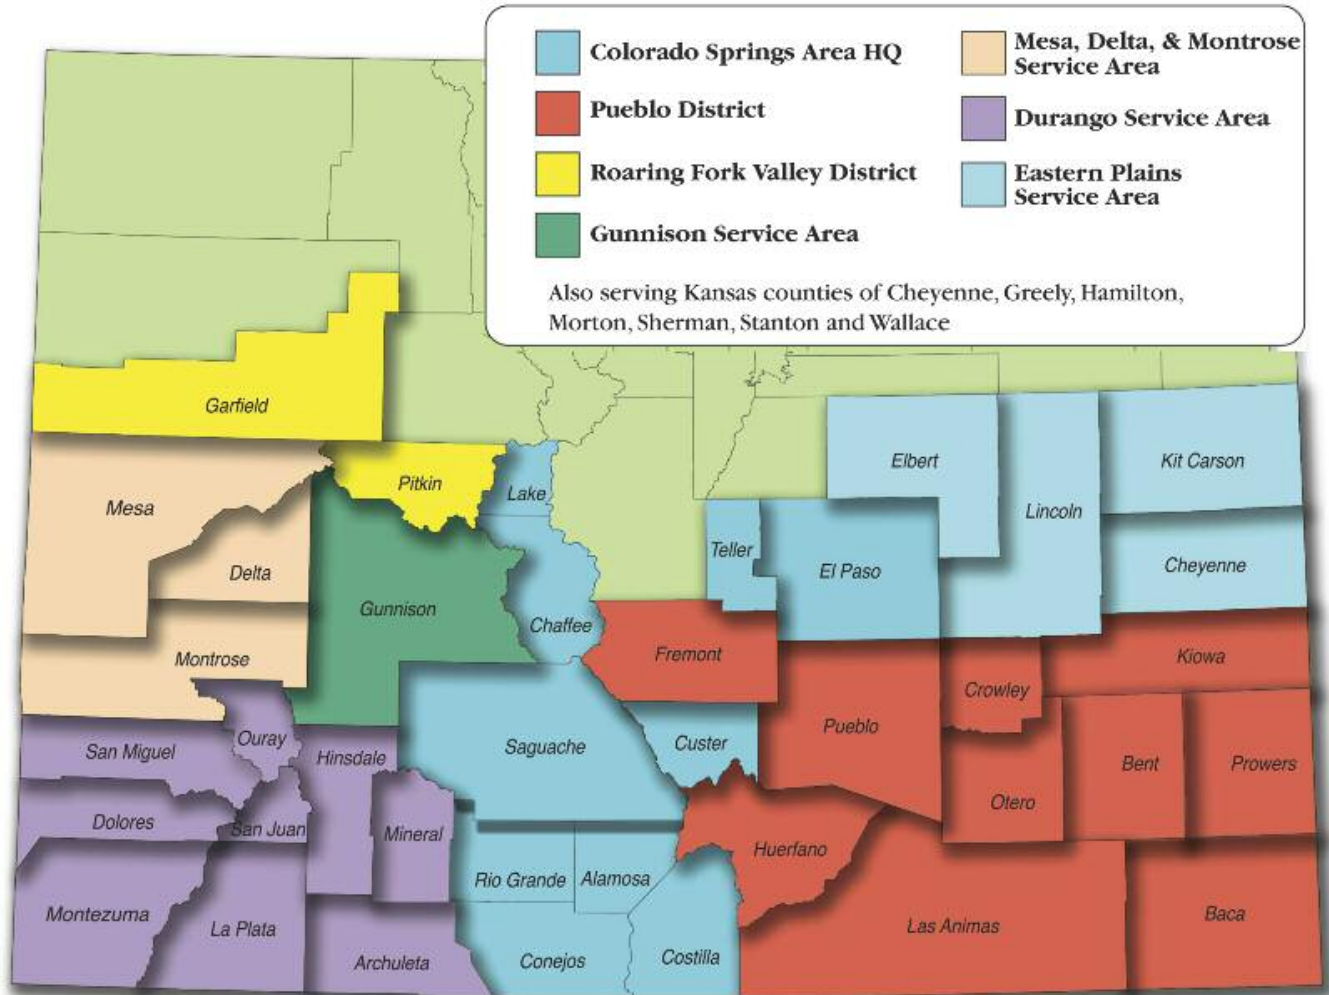 Colorado Springs Area HQ
Pueblo District
Roaring Fork Valley District
Gunnison Service Area
Mesa, Delta, & Montrose
Service Area
Durango Service Area
Eastern Plains
Service Area
Also serving Kansas counties of Cheyenne, Greely, Hamilton,
Morton, Sherman, Stanton and Wallace
Garfield
Pitkin
Lake
Elbert
Kit Carson
Mesa
Lincoln
Delta
Teller
El Paso
Cheyenne
Gunnison
Chaffee
Montrose
Fremont
Kiowa
Crowley
San Miguel
Ouray
Hinsdale
Saguache
Custer
Pueblo
Bent
Prowers
Dolores
San Juan
Mineral
Otero
Huerfano
Rio Grande
Alamosa
Montezuma
La Plata
Las Animas
Baca
Archuleta
Conejos
Costilla